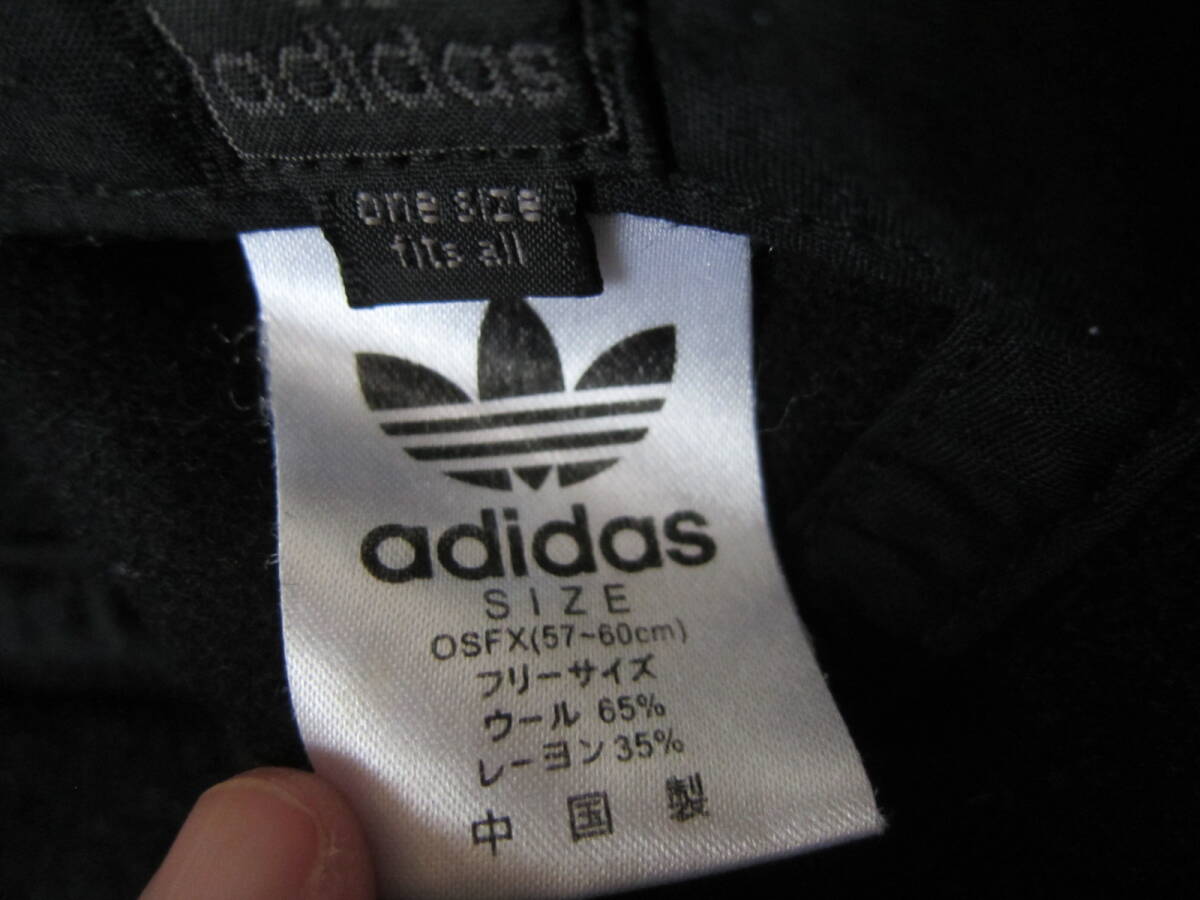 adidas
one size
fits all
adidas
SIZE
OSFX(57~60cm)
フリーサイズ
ウール 65%
レーヨン 35%
中国製